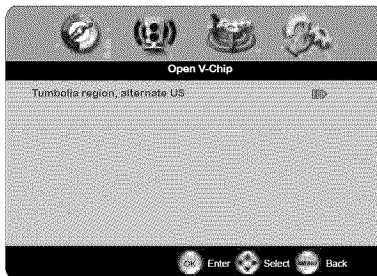 Open V-Chip
Tumbolia region, alternate US
OK Enter Select MENU Back